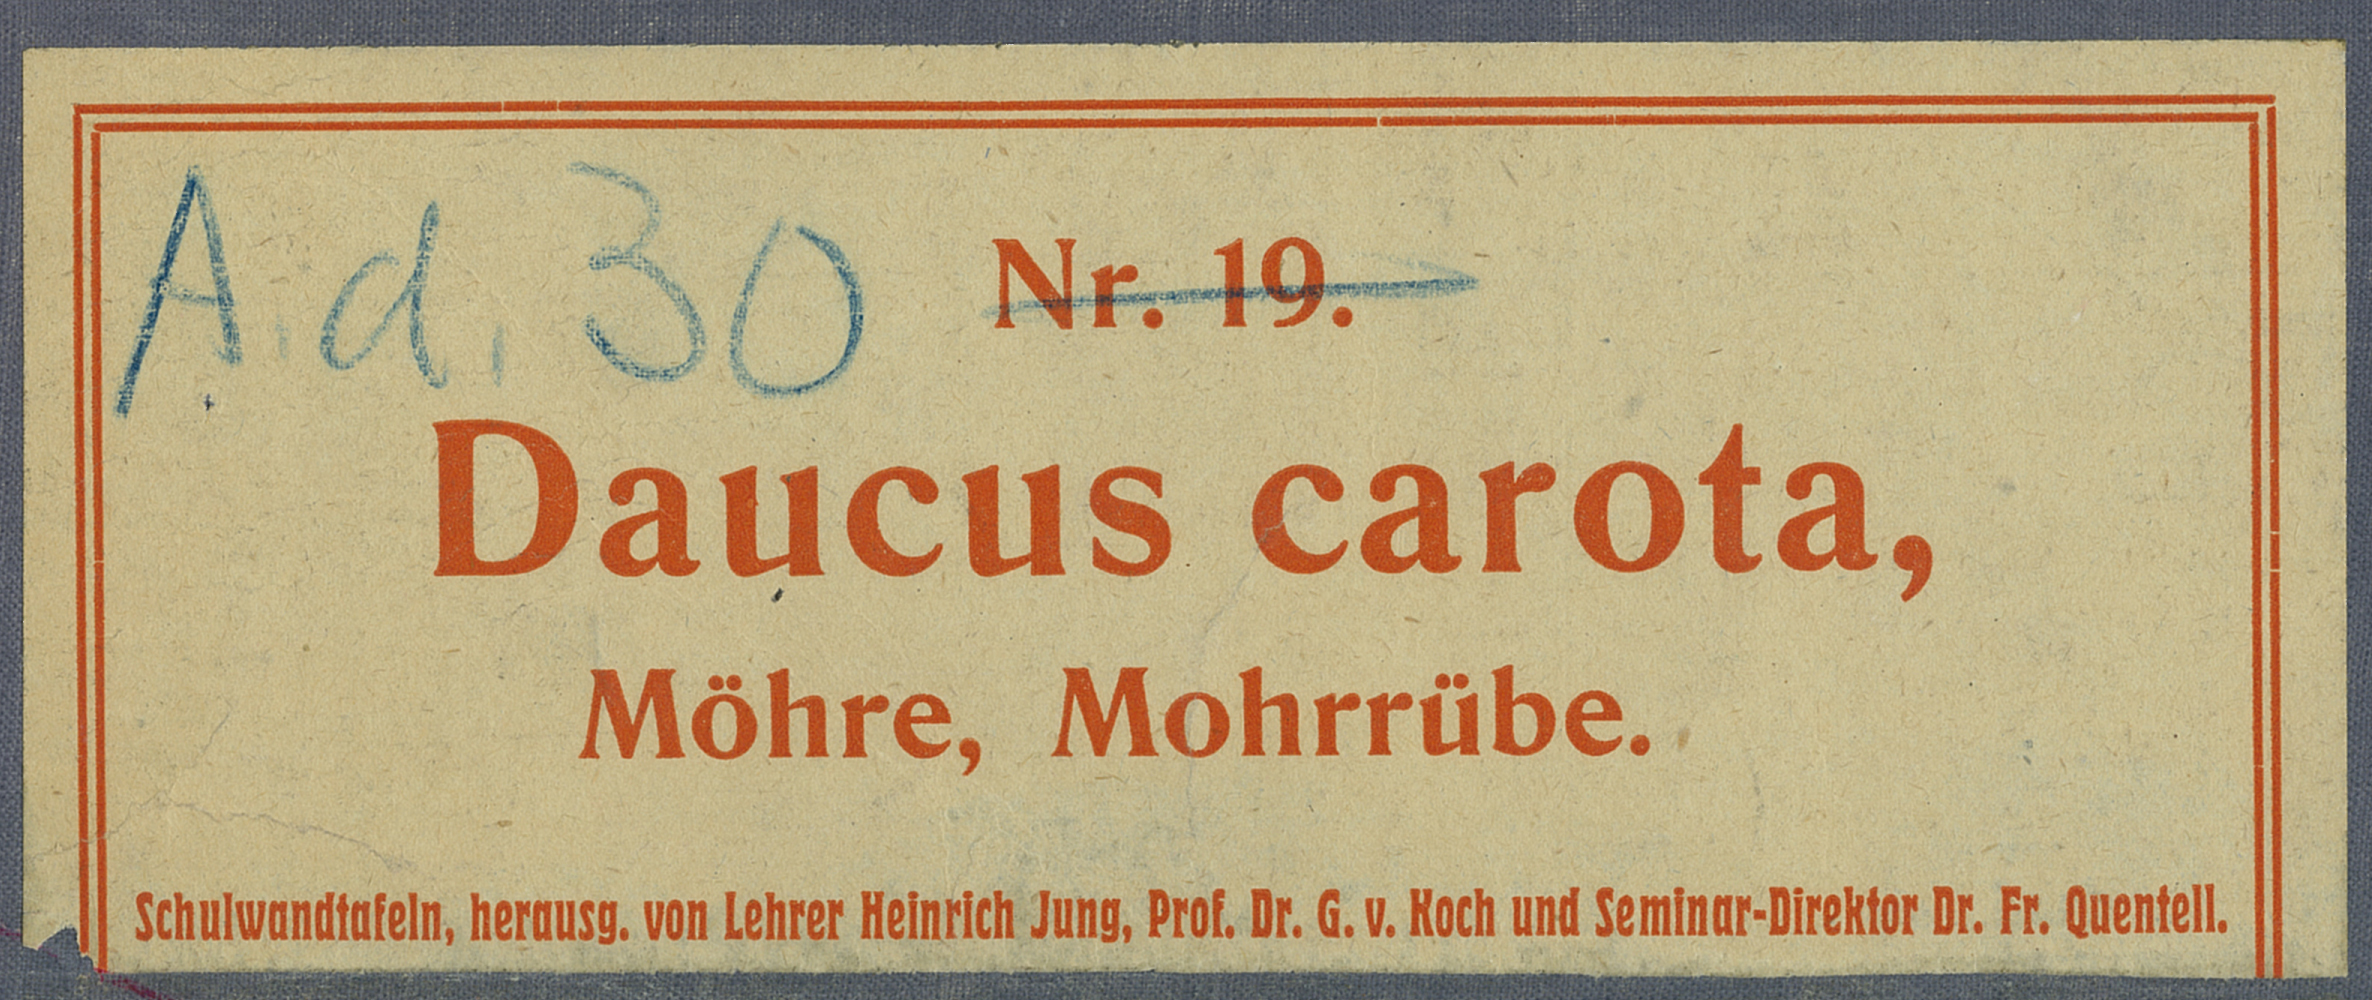 A.d. 30 Nr. 19.
Daucus carota,
Möhre, Mohrrübe.
Schulwandtafeln, herausg. von Lehrer Heinrich Jung, Prof. Dr. G. v. Koch und Seminar-Direktor Dr. Fr. Quentell.